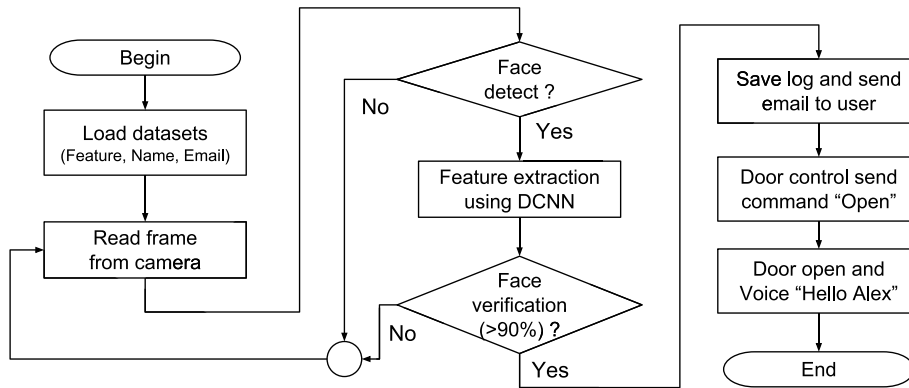 Begin
Load datasets
(Feature, Name, Email)
Read frame
from camera
Face
detect ?
No
Yes
Feature extraction
using DCNN
Face
verification
(>90%) ?
No
Yes
Save log and send
email to user
Door control send
command “Open”
Door open and
Voice “Hello Alex”
End